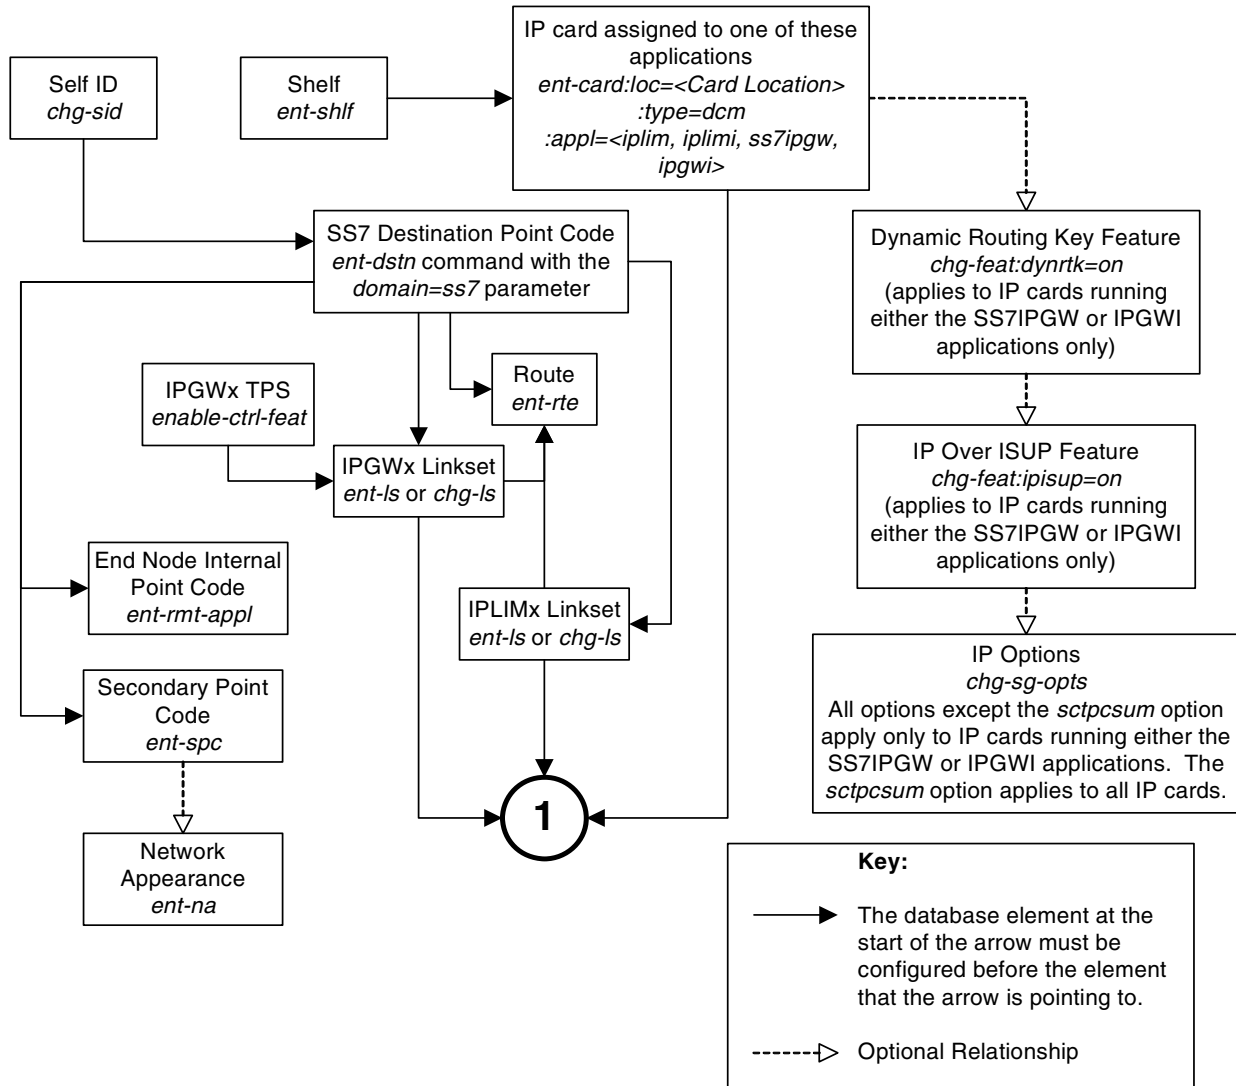 IP card assigned to one of these
applications
ent-card:loc=<Card Location>
:type=dcm
:appl=<iplim, iplimi, ss7ipgw,
ipgwi>
Self ID
chg-sid
Shelf
ent-shlf
SS7 Destination Point Code
ent-dstn command with the
domain=ss7 parameter
Dynamic Routing Key Feature
chg-feat:dynrtk=on
(applies to IP cards running
either the SS7IPGW or IPGWI
applications only)
IPGWx TPS
enable-ctrl-feat
Route
ent-rte
IPGWx Linkset
ent-ls or chg-ls
IP Over ISUP Feature
chg-feat:ipisup=on
(applies to IP cards running
either the SS7IPGW or IPGWI
applications only)
End Node Internal
Point Code
ent-rmt-appl
IPLIMx Linkset
ent-ls or chg-ls
Secondary Point
Code
ent-spc
IP Options
chg-sg-opts
All options except the sctpcsum option
apply only to IP cards running either the
SS7IPGW or IPGWI applications. The
sctpcsum option applies to all IP cards.
1
Network
Appearance
ent-na
Key:
The database element at the
start of the arrow must be
configured before the element
that the arrow is pointing to.
Optional Relationship